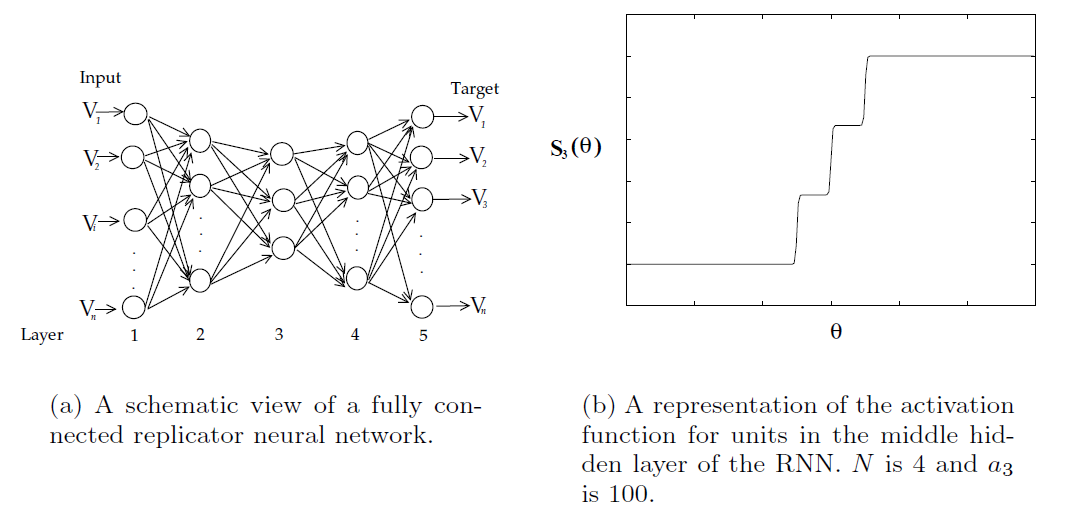 Input
Target
V1
V1
V2
V2
Vi
V3
Vn
Vn
Layer
1
2
3
4
5
S3(θ)
θ
(a) A schematic view of a fully con-
nected replicator neural network.
(b) A representation of the activation
function for units in the middle hid-
den layer of the RNN. N is 4 and a3
is 100.